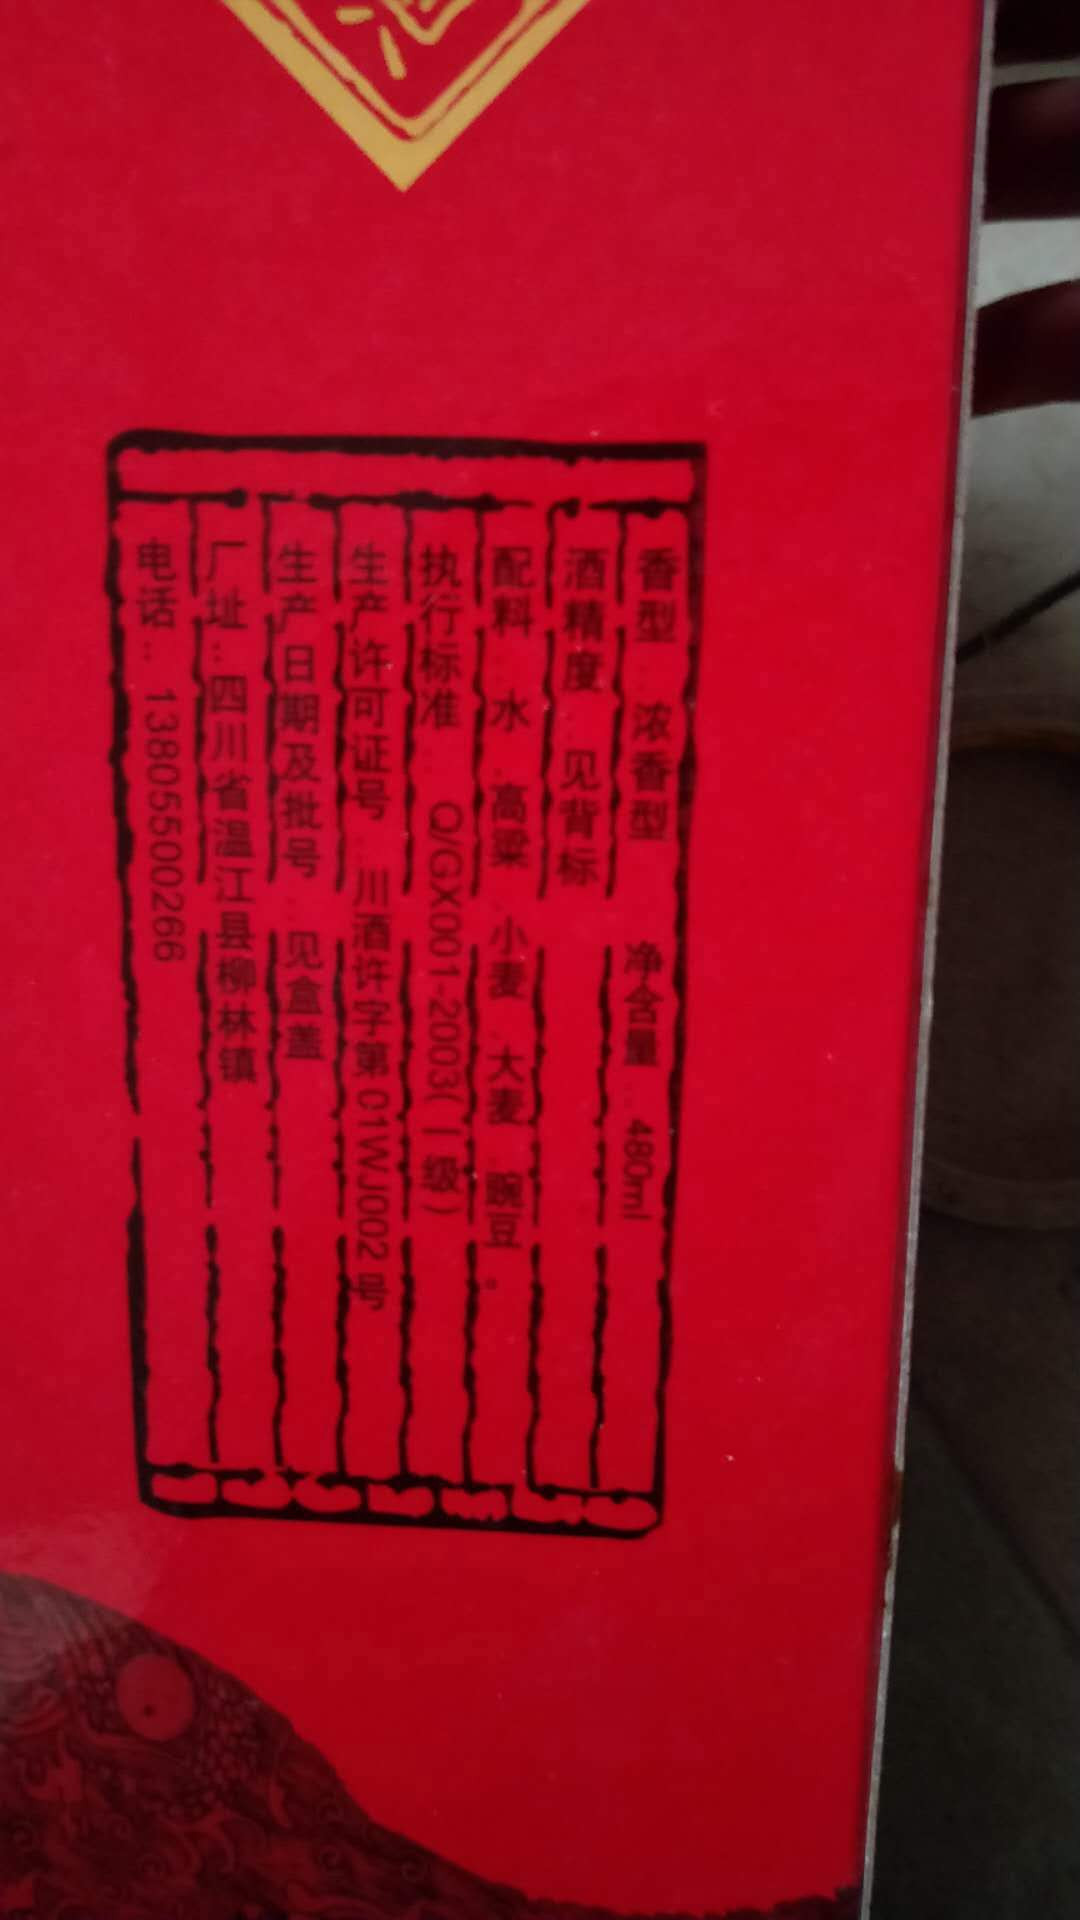 酒
香型：浓香型 净含量：480ml
酒精度：见背标
配料：水、高粱、小麦、大麦、豌豆。
执行标准：Q/GX001-2003(一级)
生产许可证号：川酒许字第01WJ002号
生产日期及批号：见盒盖
厂址：四川省温江县柳林镇
电话：13805500266